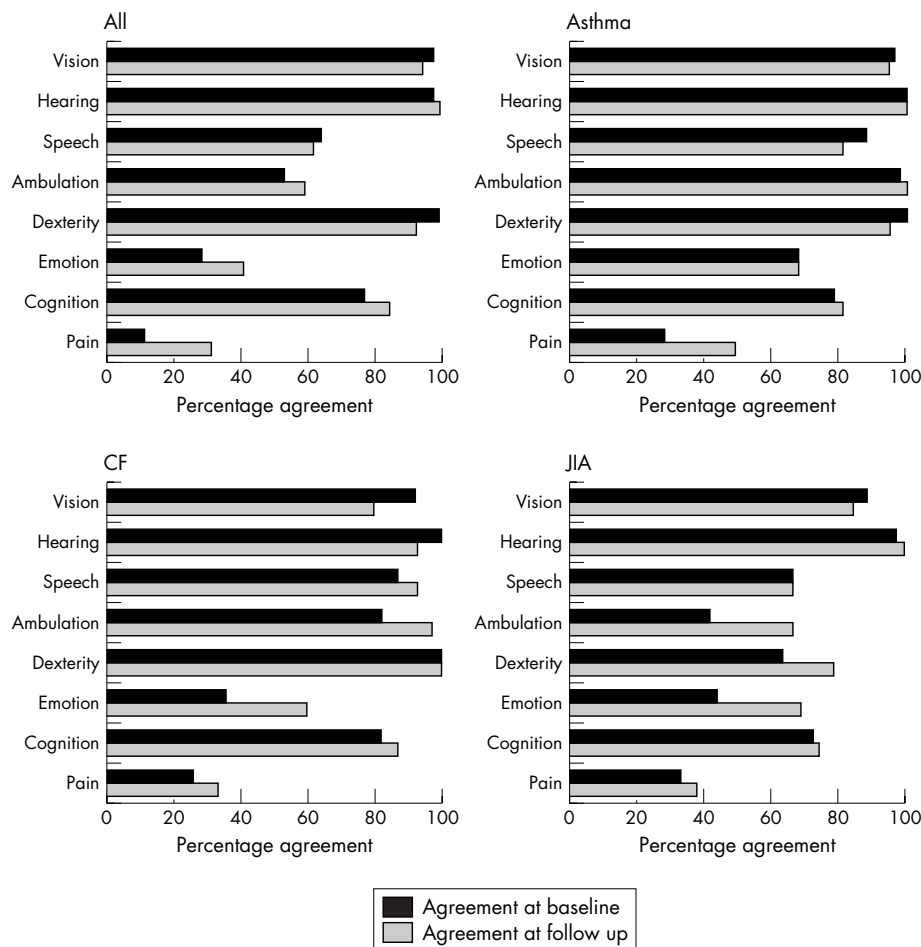 All
Vision
Hearing
Speech
Ambulation
Dexterity
Emotion
Cognition
Pain
0 20 40 60 80 100
Percentage agreement
Asthma
Vision
Hearing
Speech
Ambulation
Dexterity
Emotion
Cognition
Pain
0 20 40 60 80 100
Percentage agreement
CF
Vision
Hearing
Speech
Ambulation
Dexterity
Emotion
Cognition
Pain
0 20 40 60 80 100
Percentage agreement
JIA
Vision
Hearing
Speech
Ambulation
Dexterity
Emotion
Cognition
Pain
0 20 40 60 80 100
Percentage agreement
Agreement at baseline
Agreement at follow up